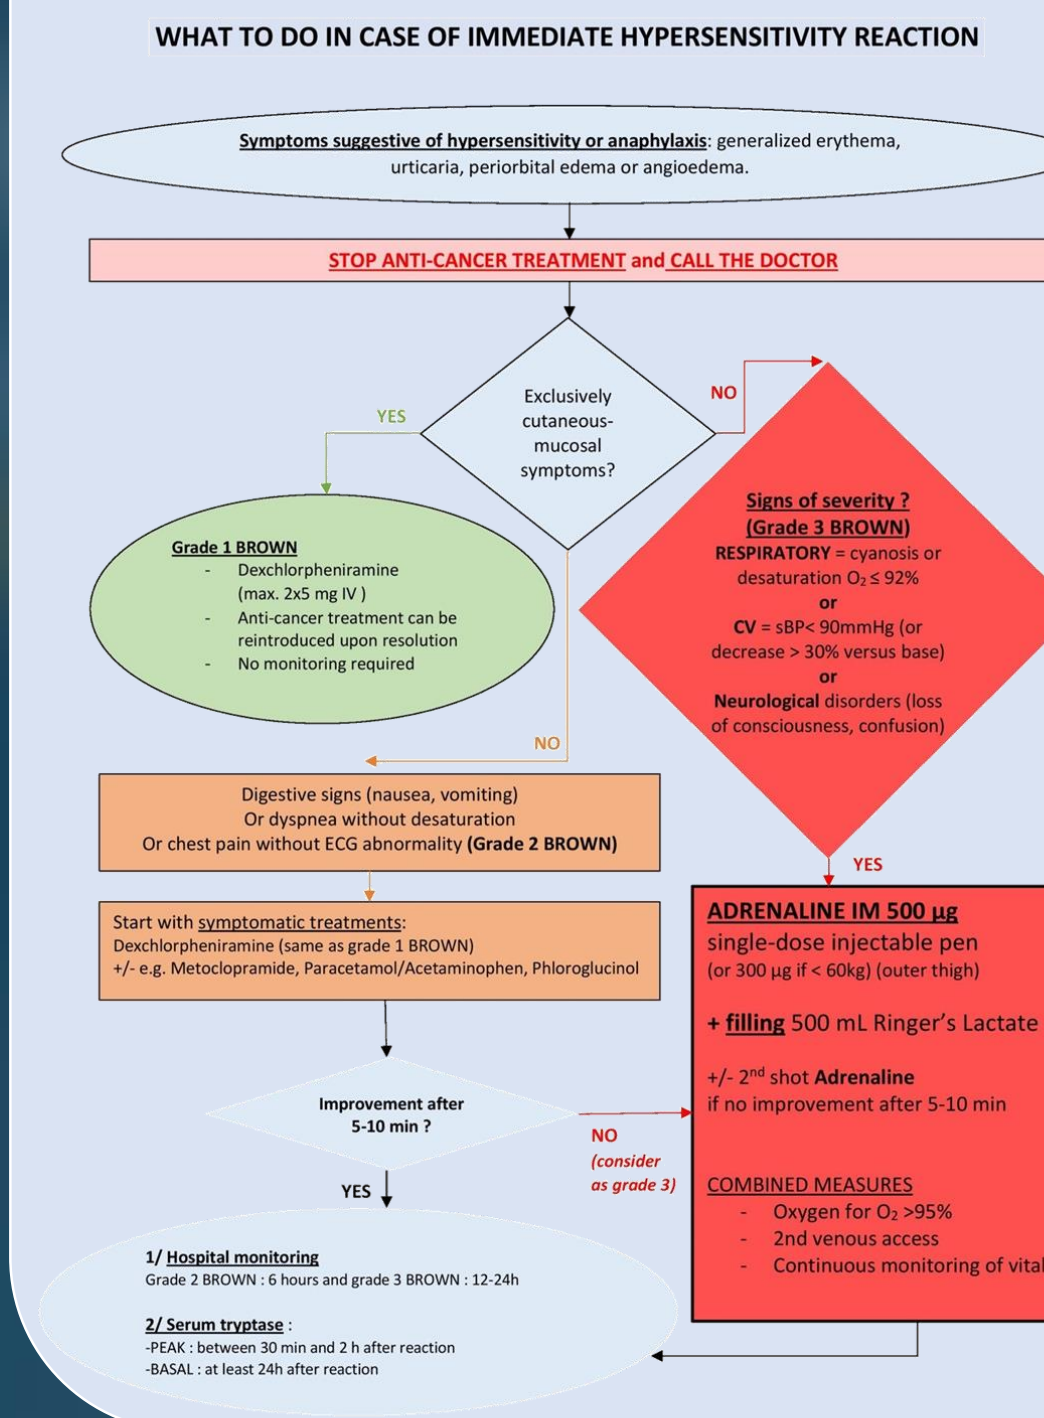 WHAT TO DO IN CASE OF IMMEDIATE HYPERSENSITIVITY REACTION
Symptoms suggestive of hypersensitivity or anaphylaxis: generalized erythema,
urticaria, periorbital edema or angioedema.
STOP ANTI-CANCER TREATMENT and CALL THE DOCTOR
Exclusively
cutaneous-
mucosal
symptoms?
YES
NO
Grade 1 BROWN
- Dexchlorpheniramine
(max. 2x5 mg IV )
- Anti-cancer treatment can be
reintroduced upon resolution
- No monitoring required
Signs of severity ?
(Grade 3 BROWN)
RESPIRATORY = cyanosis or
desaturation O₂ ≤ 92%
or
CV = sBP< 90mmHg (or
decrease > 30% versus base)
or
Neurological disorders (loss
of consciousness, confusion)
NO
Digestive signs (nausea, vomiting)
Or dyspnea without desaturation
Or chest pain without ECG abnormality (Grade 2 BROWN)
Start with symptomatic treatments:
Dexchlorpheniramine (same as grade 1 BROWN)
+/- e.g. Metoclopramide, Paracetamol/Acetaminophen, Phloroglucinol
YES
ADRENALINE IM 500 µg
single-dose injectable pen
(or 300 µg if < 60kg) (outer thigh)
+ filling 500 mL Ringer's Lactate
+/- 2nd shot Adrenaline
if no improvement after 5-10 min
COMBINED MEASURES
- Oxygen for O₂ >95%
- 2nd venous access
- Continuous monitoring of vital
Improvement after
5-10 min ?
NO
(consider
as grade 3)
YES
1/ Hospital monitoring
Grade 2 BROWN : 6 hours and grade 3 BROWN : 12-24h
2/ Serum tryptase :
-PEAK : between 30 min and 2 h after reaction
-BASAL : at least 24h after reaction